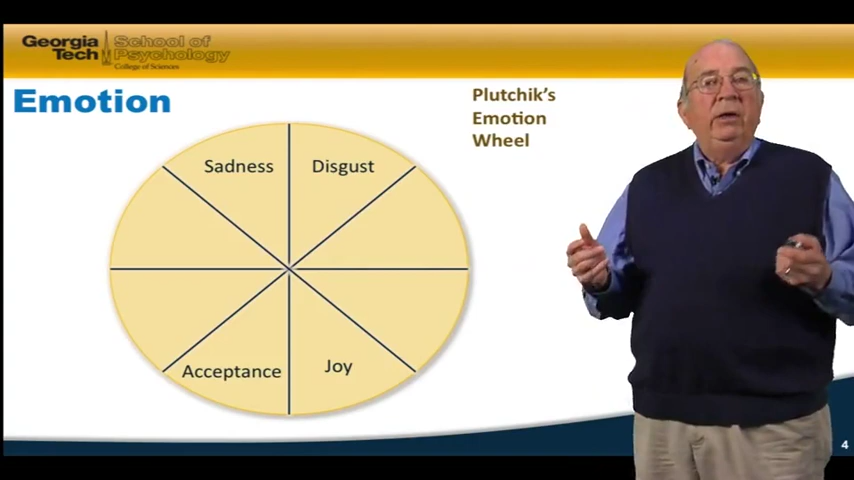 Georgia Tech
School of Psychology
College of Sciences
Emotion
Plutchik's
Emotion
Wheel
Sadness
Disgust
Acceptance
Joy
4